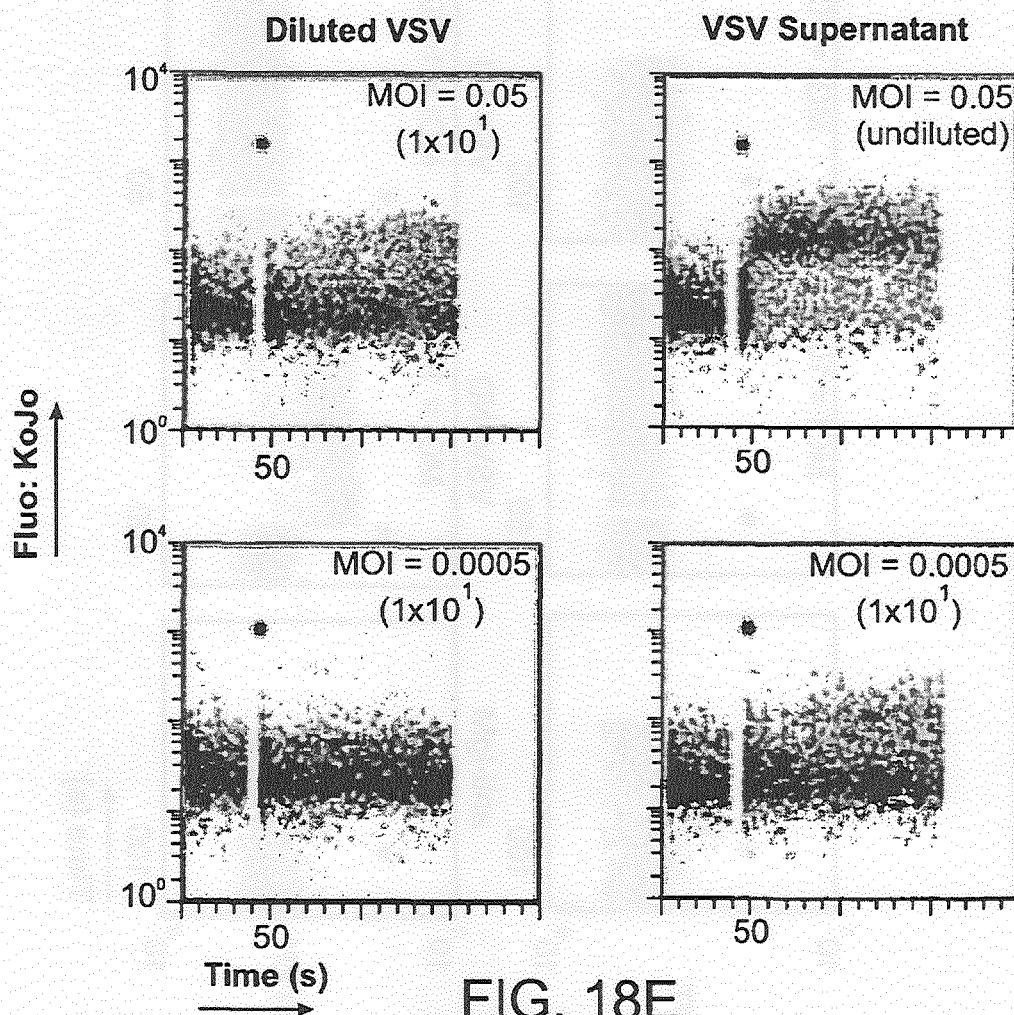 Diluted VSV
VSV Supernatant
Fluo: KoJo
10⁴
MOI = 0.05
(1x10¹)
10⁰
50
MOI = 0.05
(undiluted)
50
10⁴
MOI = 0.0005
(1x10¹)
10⁰
50
MOI = 0.0005
(1x10¹)
50
Time (s)
FIG. 18E